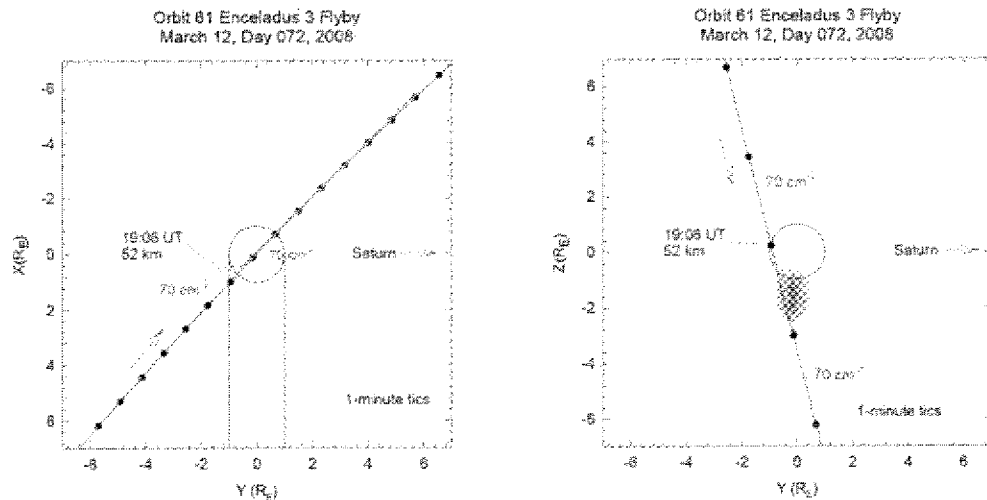 Orbit 61 Enceladus 3 Flyby
March 12, Day 072, 2008
-6
-4
-2
0
2
4
6
X(R_E)
19:06 UT
52 km
70 cm⁻³
70 cm
Saturn
1-minute tics
-6 -4 -2 0 2 4 6
Y (R_E)
Orbit 61 Enceladus 3 Flyby
March 12, Day 072, 2008
6
4
2
0
-2
-4
-6
Z(R_E)
70 cm⁻³
19:06 UT
52 km
Saturn
70 cm⁻³
1-minute tics
-6 -4 -2 0 2 4 6
Y (R_E)